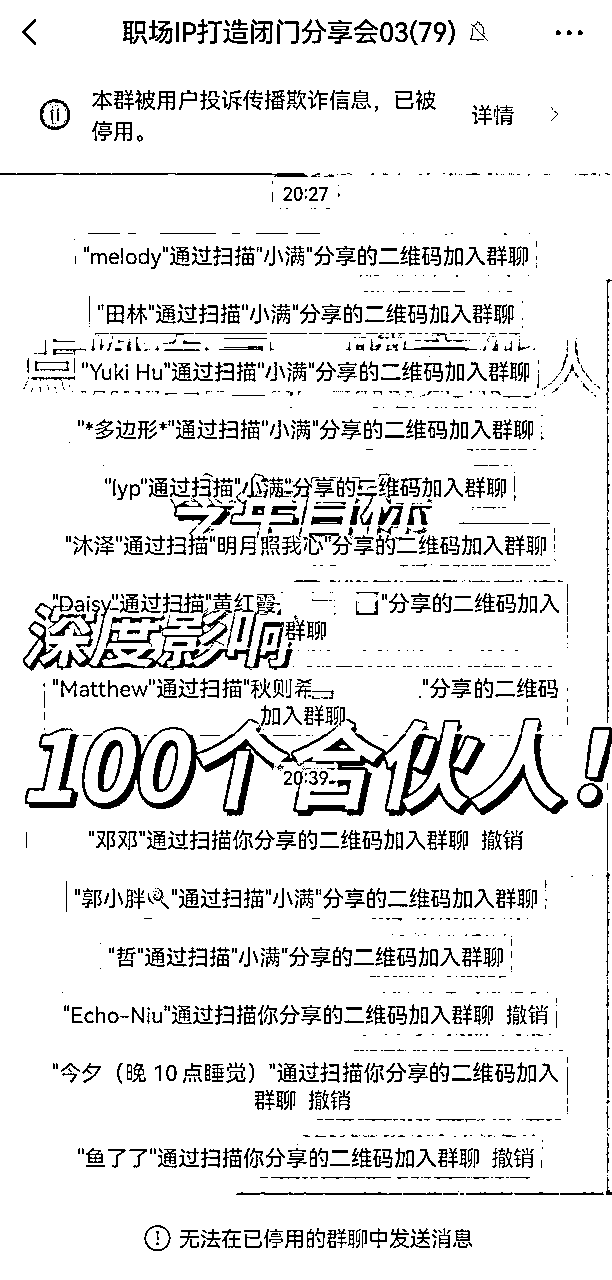 职场IP打造闭门分享会03(79)
本群被用户投诉传播欺诈信息，已被
停用。
详情
20:27
"melody"通过扫描"小满"分享的二维码加入群聊
"田林"通过扫描"小满"分享的二维码加入群聊
"Yuki Hu"通过扫描"小满"分享的二维码加入群聊
"*多边形*"通过扫描"小满"分享的二维码加入群聊
"lyp"通过扫描"小满"分享的二维码加入群聊
今年目标
"沐泽"通过扫描"明月照我心"分享的二维码加入群聊
"Daisy"通过扫描"黄红霞 "分享的二维码加入
群聊
深度影响
"Matthew"通过扫描"秋则希 "分享的二维码
加入群聊
100个合伙人！
20:39
"邓邓"通过扫描你分享的二维码加入群聊 撤销
"郭小胖🍭"通过扫描"小满"分享的二维码加入群聊
"哲"通过扫描"小满"分享的二维码加入群聊
"Echo-Niu"通过扫描你分享的二维码加入群聊 撤销
"今夕（晚 10 点睡觉）"通过扫描你分享的二维码加入
群聊 撤销
"鱼了了"通过扫描你分享的二维码加入群聊 撤销
无法在已停用的群聊中发送消息